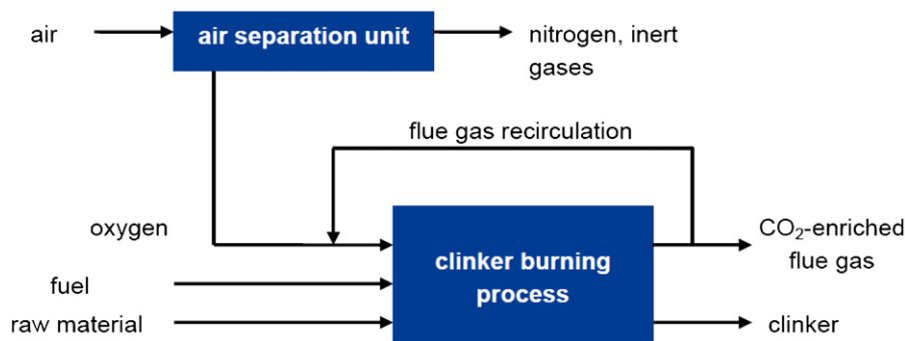 air
air separation unit
nitrogen, inert
gases
flue gas recirculation
oxygen
clinker burning
process
CO₂-enriched
flue gas
fuel
raw material
clinker